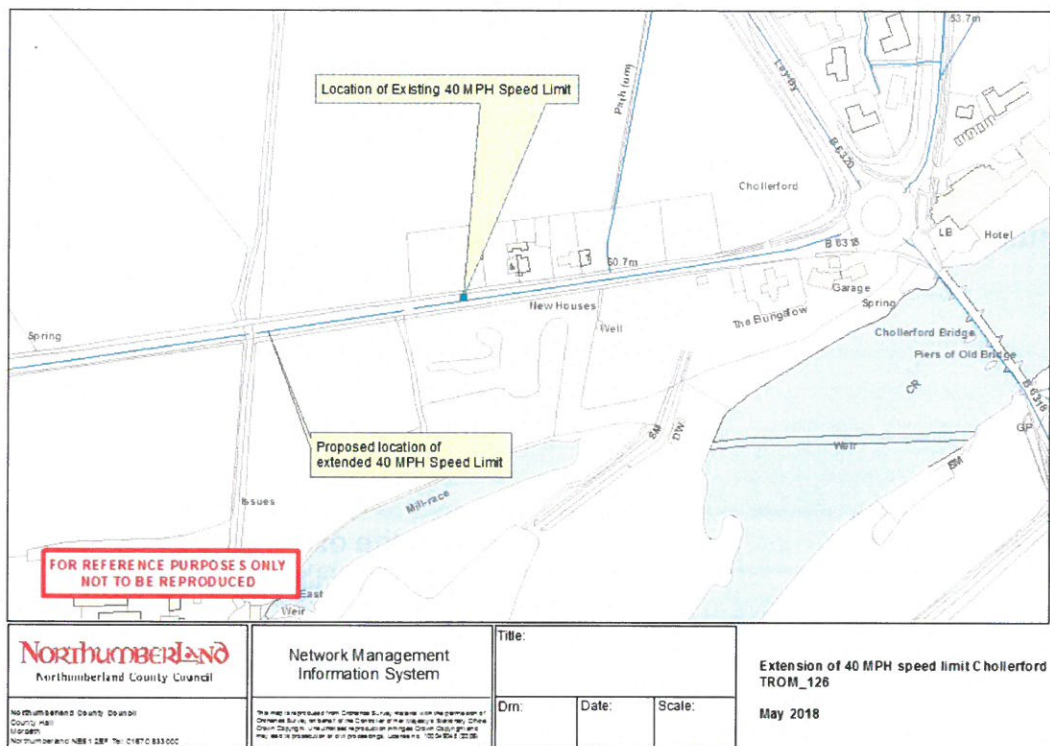 53.7m
Location of Existing 40 MPH Speed Limit
Path (um)
Lay-By
B 6320
Chollerford
LB
Hotel
B 6318
50.7m
Garage
New Houses
Spring
The Bungalow
Well
Spring
Chollerford Bridge
Piers of Old Bridge
CR
B 6318
GP
Proposed location of
extended 40 MPH Speed Limit
BM
DW
Weir
BM
Issues
Mill-race
FOR REFERENCE PURPOSES ONLY
NOT TO BE REPRODUCED
East
Weir
NORTHUMBERLAND
Northumberland County Council
Network Management
Information System
Title:
Drn:
Date:
Scale:
Extension of 40 MPH speed limit Chollerford
TROM_126
May 2018
Northumberland County Council
County Hall
Morpeth